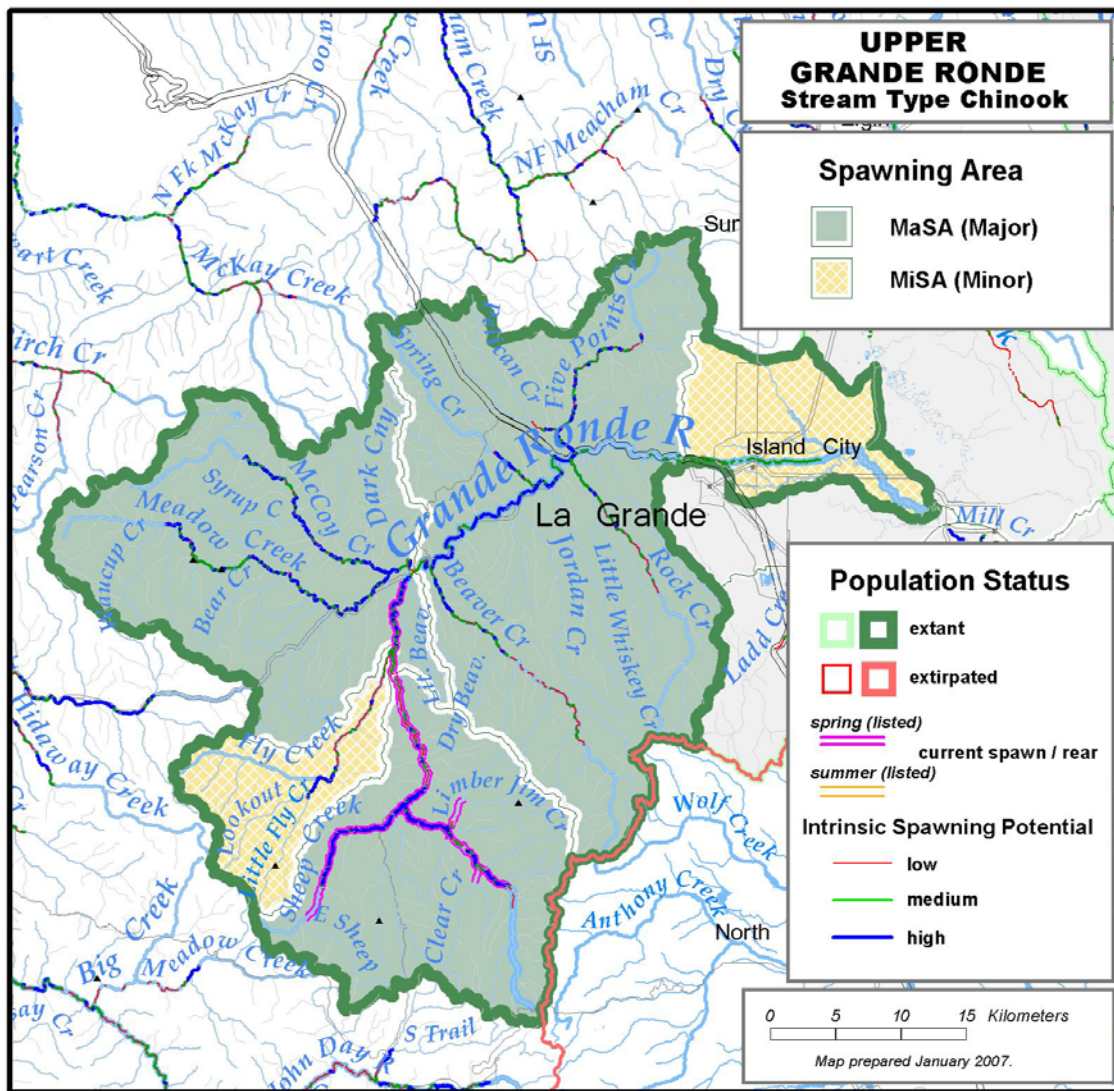 UPPER
GRANDE RONDE
Stream Type Chinook
Spawning Area
MaSA (Major)
MiSA (Minor)
Creek
NF Meacham Cr
N Fk McKay Cr
McKay Creek
Creek
Pearson Cr
Spring Cr
Pelican Cr
Five Points Cr
Grande Ronde R
Island City
La Grande
Mill Cr
Dark Cny
McCoy Cr
Syrup C
Meadow Creek
Bear Cr
Beaver Cr
Jordan Cr
Little Whiskey Cr
Rock Cr
Dry Beav.
Fly Creek
Lookout
Little Fly Cr
Sheep Creek
E Sheep
Limber Jim Cr
Clear Cr
Hidaway Creek
Big Creek
Meadow Creek
S Trail
John Day R
Wolf Creek
Anthony Creek
North
Population Status
extant
extirpated
spring (listed)
current spawn / rear
summer (listed)
Intrinsic Spawning Potential
low
medium
high
0 5 10 15 Kilometers
Map prepared January 2007.